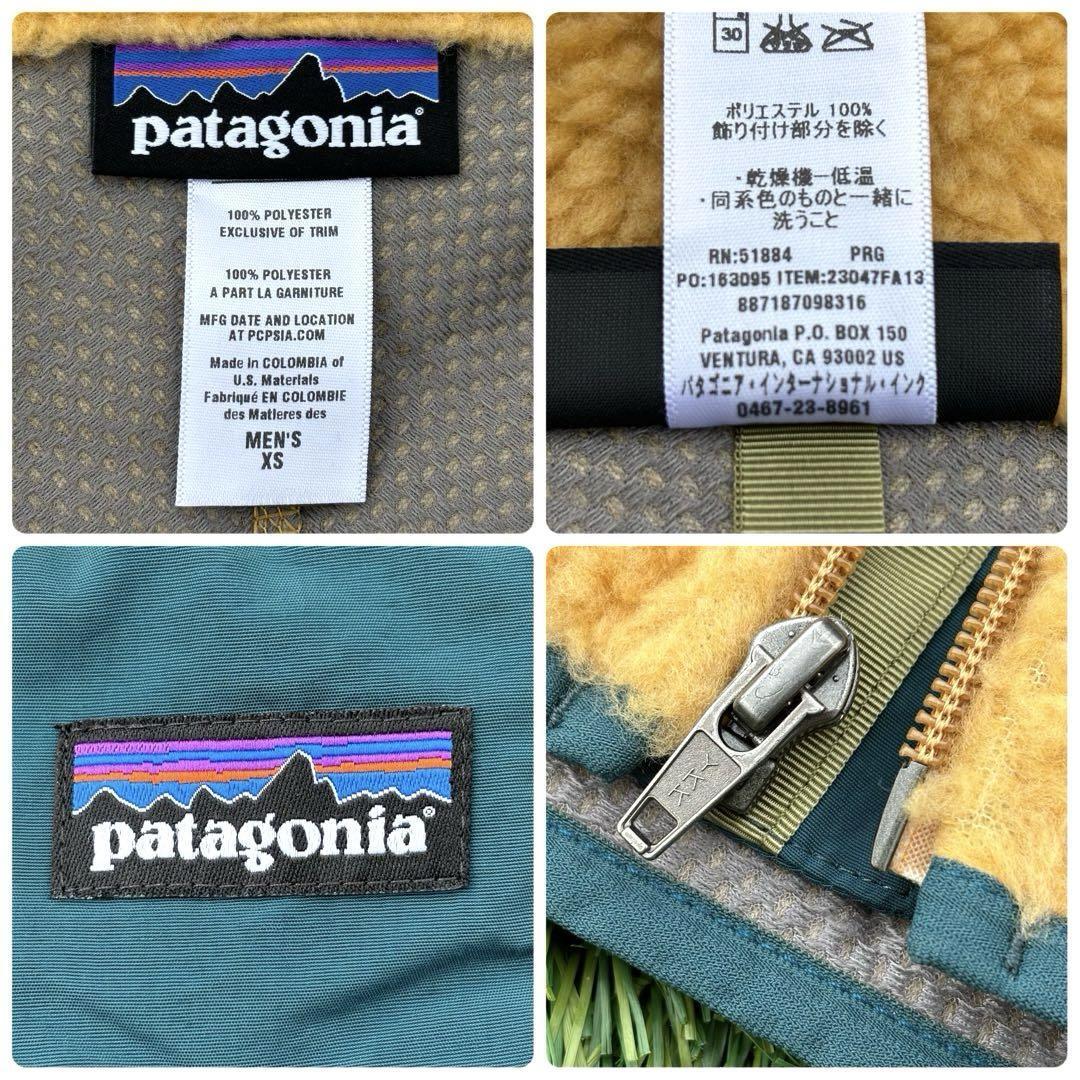 patagonia®
100% POLYESTER
EXCLUSIVE OF TRIM
100% POLYESTER
A PART LA GARNITURE
MFG DATE AND LOCATION
AT PCPSIA.COM
Made in COLOMBIA of
U.S. Materials
Fabriqué EN COLOMBIE
des Matieres des
MEN'S
XS
30
ポリエステル 100%
飾り付け部分を除く
・乾燥機一低温
・同系色のものと一緒に
洗うこと
RN:51884 PRG
PO:163095 ITEM:23047FA13
887187098316
Patagonia P.O. BOX 150
VENTURA, CA 93002 US
パタゴニア・インターナショナル・インク
0467-23-8961
patagonia®
YKK